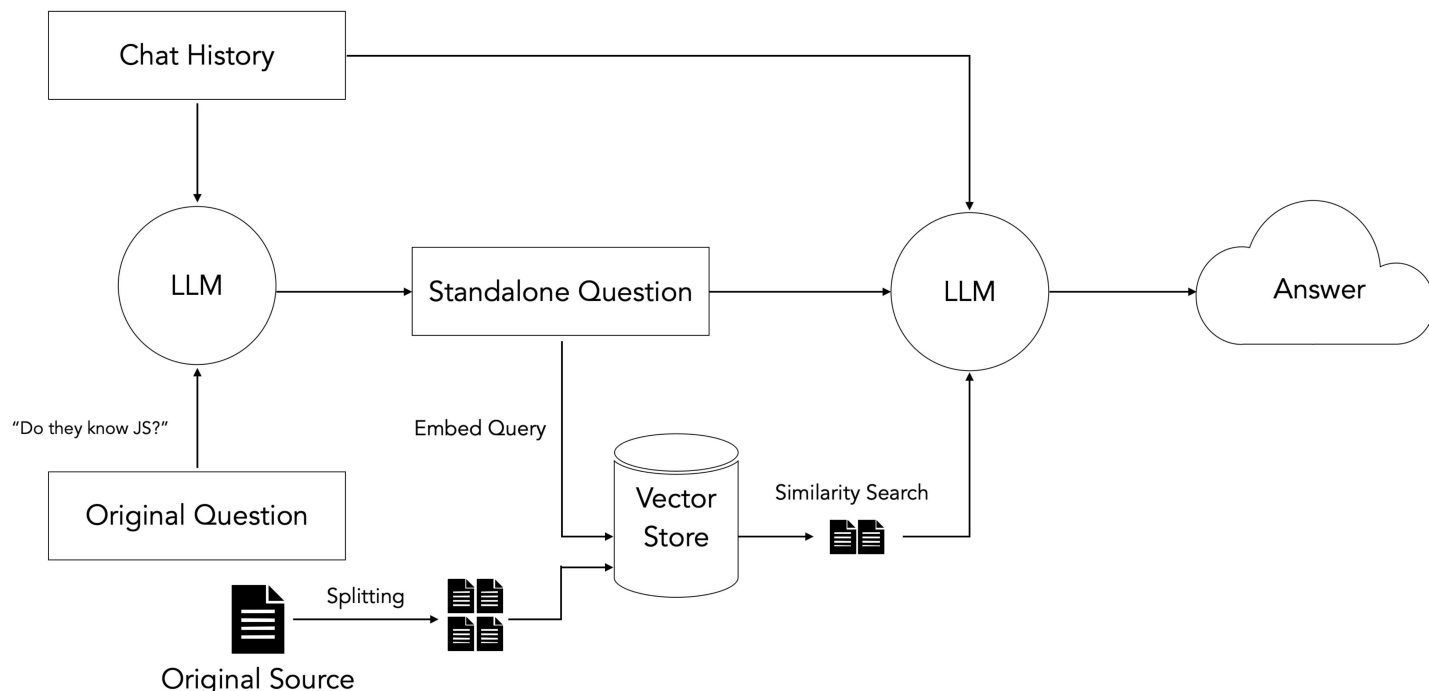 Chat History
LLM
Standalone Question
LLM
Answer
“Do they know JS?”
Embed Query
Original Question
Vector
Store
Similarity Search
Splitting
Original Source